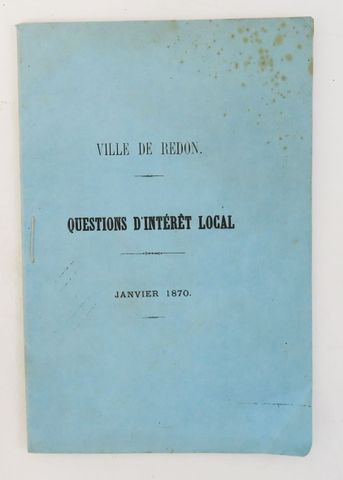 VILLE DE REDON.
QUESTIONS D'INTÉRÊT LOCAL
JANVIER 1870.